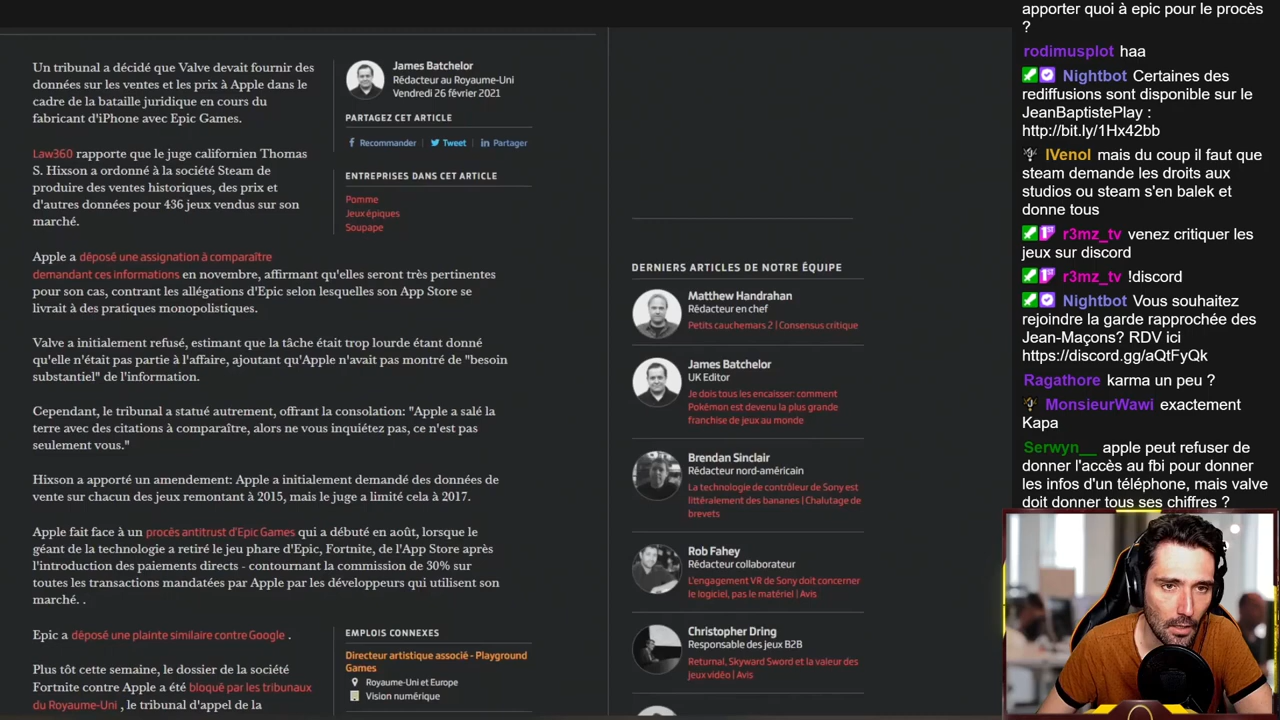 Un tribunal a décidé que Valve devait fournir des
données sur les ventes et les prix à Apple dans le
cadre de la bataille juridique en cours du
fabricant d'iPhone avec Epic Games.
Law360 rapporte que le juge californien Thomas
S. Hixson a ordonné à la société Steam de
produire des ventes historiques, des prix et
d'autres données pour 436 jeux vendus sur son
marché.
Apple a déposé une assignation à comparaître
demandant ces informations en novembre, affirmant qu'elles seront très pertinentes
pour son cas, contrant les allégations d'Epic selon lesquelles son App Store se
livrait à des pratiques monopolistiques.
Valve a initialement refusé, estimant que la tâche était trop lourde étant donné
qu'elle n'était pas partie à l'affaire, ajoutant qu'Apple n'avait pas montré de "besoin
substantiel" de l'information.
Cependant, le tribunal a statué autrement, offrant la consolation: "Apple a salé la
terre avec des citations à comparaître, alors ne vous inquiétez pas, ce n'est pas
seulement vous."
Hixson a apporté un amendement: Apple a initialement demandé des données de
vente sur chacun des jeux remontant à 2015, mais le juge a limité cela à 2017.
Apple fait face à un procès antitrust d'Epic Games qui a débuté en août, lorsque le
géant de la technologie a retiré le jeu phare d'Epic, Fortnite, de l'App Store après
l'introduction des paiements directs - contournant la commission de 30% sur
toutes les transactions mandatées par Apple par les développeurs qui utilisent son
marché. .
Epic a déposé une plainte similaire contre Google .
Plus tôt cette semaine, le dossier de la société
Fortnite contre Apple a été bloqué par les tribunaux
du Royaume-Uni , le tribunal d'appel de la
James Batchelor
Rédacteur au Royaume-Uni
Vendredi 26 février 2021
PARTAGEZ CET ARTICLE
Recommander Tweet Partager
ENTREPRISES DANS CET ARTICLE
Pomme
Jeux épiques
Soupape
EMPLOIS CONNEXES
Directeur artistique associé - Playground
Games
Royaume-Uni et Europe
Vision numérique
DERNIERS ARTICLES DE NOTRE ÉQUIPE
Matthew Handrahan
Rédacteur en chef
Petits cauchemars 2 | Consensus critique
James Batchelor
UK Editor
Je dois tous les encaisser: comment
Pokémon est devenu la plus grande
franchise de jeux au monde
Brendan Sinclair
Rédacteur nord-américain
La technologie de contrôleur de Sony est
littéralement des bananes | Chalutage de
brevets
Rob Fahey
Rédacteur collaborateur
L'engagement VR de Sony doit concerner
le logiciel, pas le matériel | Avis
Christopher Dring
Responsable des jeux B2B
Returnal, Skyward Sword et la valeur des
jeux vidéo | Avis
apporter quoi à epic pour le procès
?
rodimusplot haa
Nightbot Certaines des
rediffusions sont disponible sur le
JeanBaptistePlay :
http://bit.ly/1Hx42bb
IVenol mais du coup il faut que
steam demande les droits aux
studios ou steam s'en balek et
donne tous
r3mz_tv venez critiquer les
jeux sur discord
r3mz_tv !discord
Nightbot Vous souhaitez
rejoindre la garde rapprochée des
Jean-Maçons? RDV ici
https://discord.gg/aQtFyQk
Ragathore karma un peu ?
MonsieurWawi exactement
Kapa
Serwyn__ apple peut refuser de
donner l'accès au fbi pour donner
les infos d'un téléphone, mais valve
doit donner tous ses chiffres ?